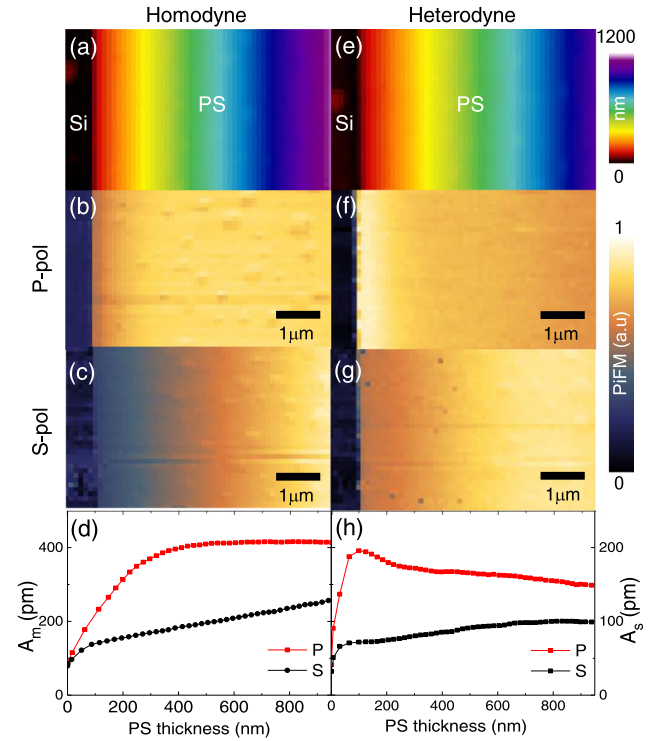 Homodyne
Heterodyne
(a)
Si
PS
(e)
Si
PS
1200
nm
0
P-pol
(b)
1μm
(f)
1μm
1
PiFM (a.u)
0
S-pol
(c)
1μm
(g)
1μm
(d)
400
200
0
Am(pm)
P
S
0 200 400 600 800
PS thickness (nm)
(h)
200
100
0
As(pm)
P
S
0 200 400 600 800
PS thickness (nm)